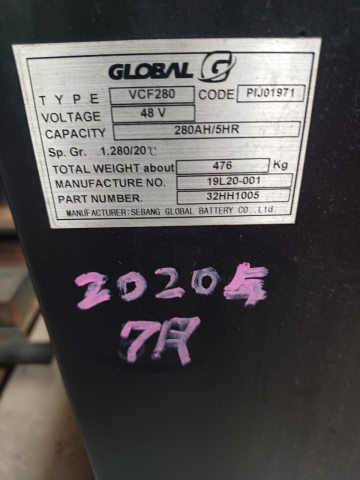 GLOBAL G
TYPE VCF280 CODE PIJ01971
VOLTAGE 48 V
CAPACITY 280AH/5HR
Sp. Gr. 1.280/20℃
TOTAL WEIGHT about 476 Kg
MANUFACTURE NO. 19L20-001
PART NUMBER. 32HH1005
MANUFACTURER: SEBANG GLOBAL BATTERY CO., Ltd.
2020年
7月